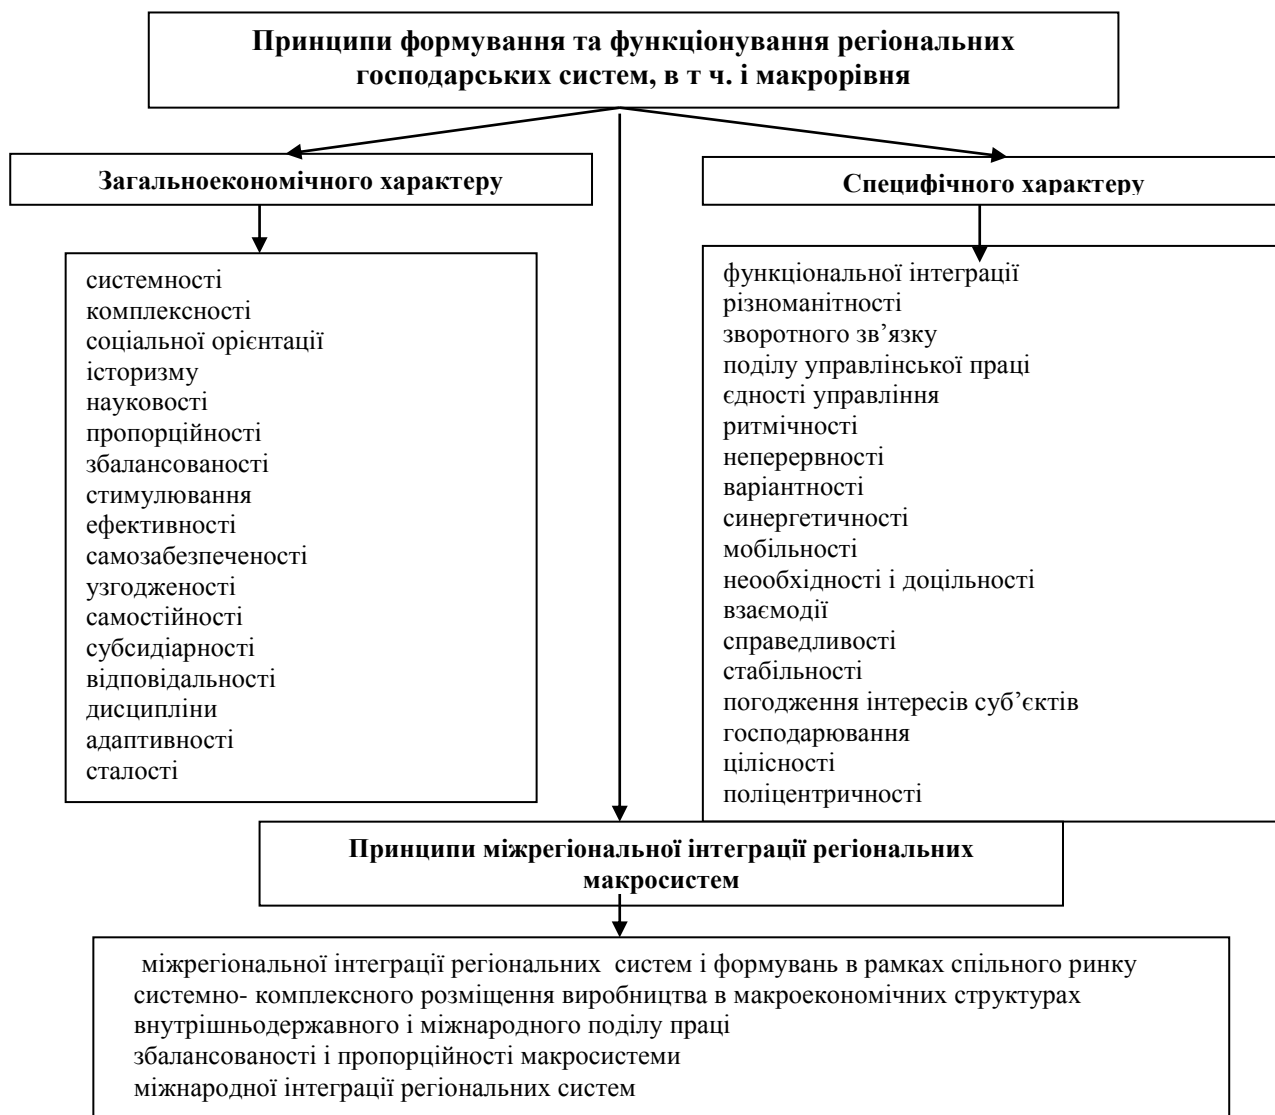 Принципи формування та функціонування регіональних
господарських систем, в т ч. і макрорівня
Загальноекономічного характеру
Специфічного характеру
системності
комплексності
соціальної орієнтації
історизму
науковості
пропорційності
збалансованості
стимулювання
ефективності
самозабезпеченості
узгодженості
самостійності
субсидіарності
відповідальності
дисципліни
адаптивності
сталості
функціональної інтеграції
різноманітності
зворотного зв’язку
поділу управлінської праці
єдності управління
ритмічності
неперервності
варіантності
синергетичності
мобільності
неообхідності і доцільності
взаємодії
справедливості
стабільності
погодження інтересів суб’єктів
господарювання
цілісності
поліцентричності
Принципи міжрегіональної інтеграції регіональних
макросистем
міжрегіональної інтеграції регіональних систем і формувань в рамках спільного ринку
системно- комплексного розміщення виробництва в макроекономічних структурах
внутрішньодержавного і міжнародного поділу праці
збалансованості і пропорційності макросистеми
міжнародної інтеграції регіональних систем